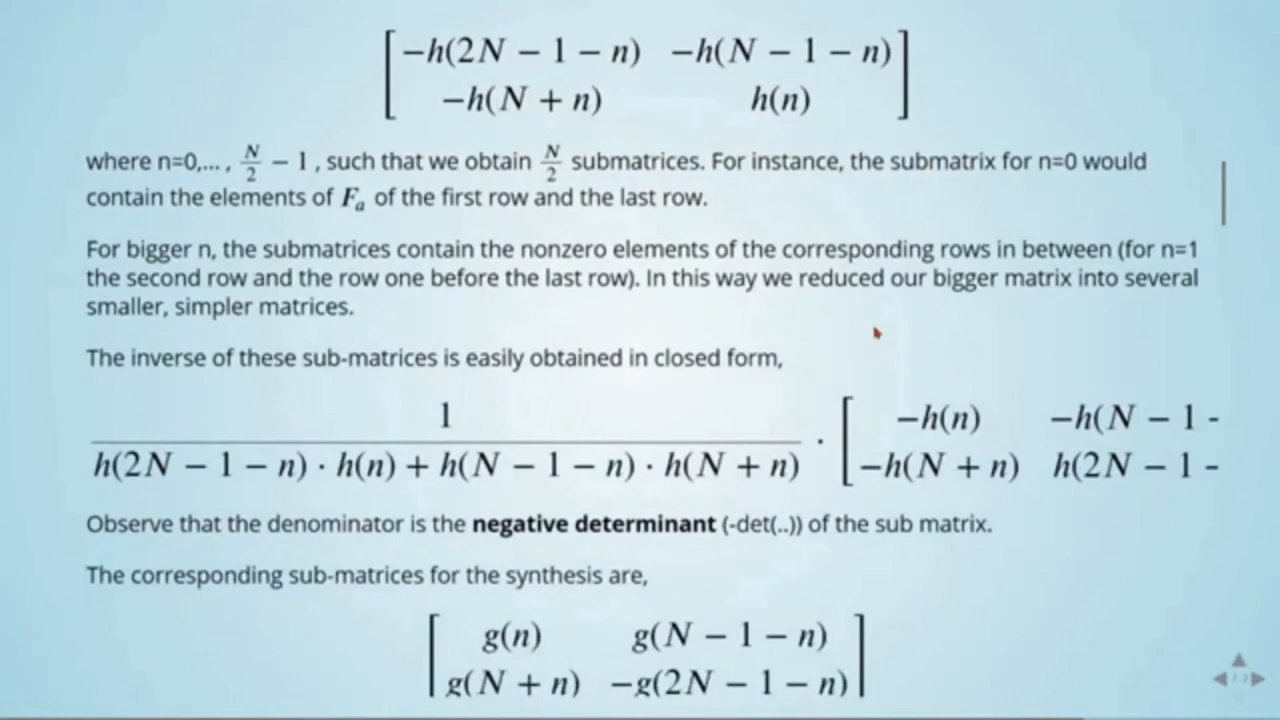 [ −h(2N − 1 − n) −h(N − 1 − n) ]
[ −h(N + n) h(n) ]
where n=0,... , N/2 − 1 , such that we obtain N/2 submatrices. For instance, the submatrix for n=0 would
contain the elements of Fₐ of the first row and the last row.
For bigger n, the submatrices contain the nonzero elements of the corresponding rows in between (for n=1
the second row and the row one before the last row). In this way we reduced our bigger matrix into several
smaller, simpler matrices.
The inverse of these sub-matrices is easily obtained in closed form,
1
h(2N − 1 − n) · h(n) + h(N − 1 − n) · h(N + n) · [ −h(n) −h(N − 1 -
−h(N + n) h(2N − 1 -
Observe that the denominator is the negative determinant (-det(..)) of the sub matrix.
The corresponding sub-matrices for the synthesis are,
[ g(n) g(N − 1 − n) ]
[ g(N + n) −g(2N − 1 − n) ]